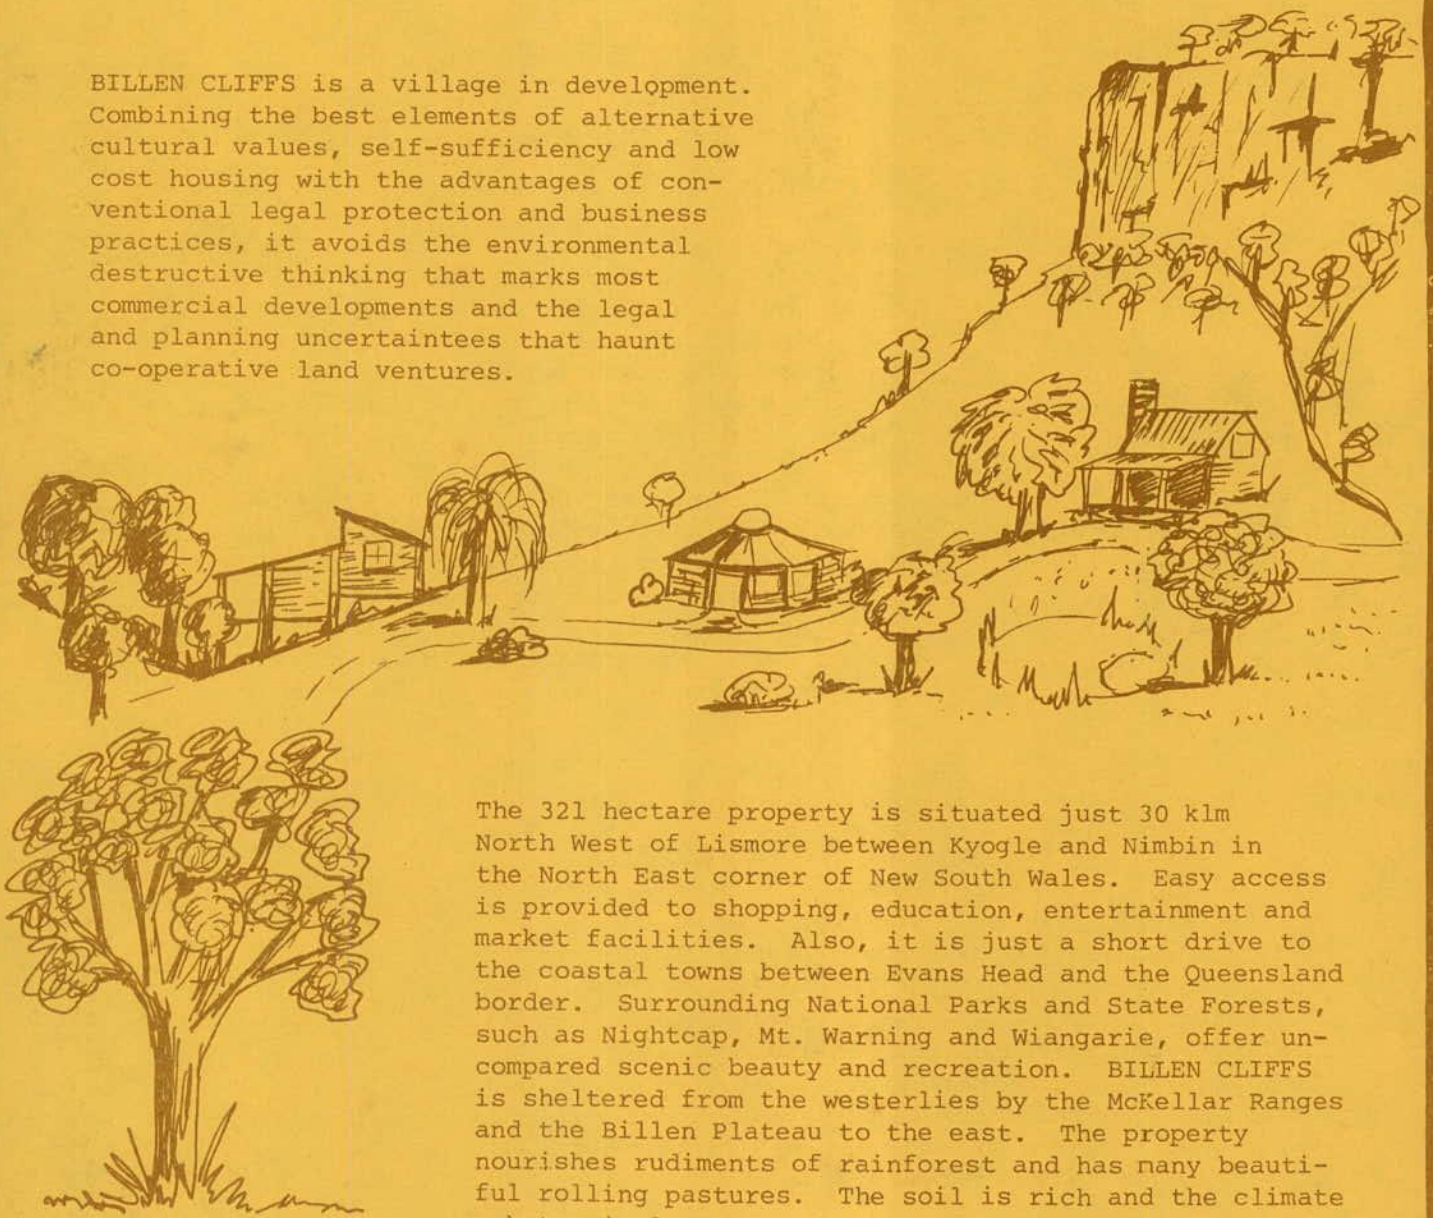 BILLEN CLIFFS is a village in development.
Combining the best elements of alternative
cultural values, self-sufficiency and low
cost housing with the advantages of con-
ventional legal protection and business
practices, it avoids the environmental
destructive thinking that marks most
commercial developments and the legal
and planning uncertaintees that haunt
co-operative land ventures.
The 321 hectare property is situated just 30 klm
North West of Lismore between Kyogle and Nimbin in
the North East corner of New South Wales.  Easy access
is provided to shopping, education, entertainment and
market facilities.  Also, it is just a short drive to
the coastal towns between Evans Head and the Queensland
border.  Surrounding National Parks and State Forests,
such as Nightcap, Mt. Warning and Wiangarie, offer un-
compared scenic beauty and recreation.  BILLEN CLIFFS
is sheltered from the westerlies by the McKellar Ranges
and the Billen Plateau to the east.  The property
nourishes rudiments of rainforest and has many beauti-
ful rolling pastures.  The soil is rich and the climate